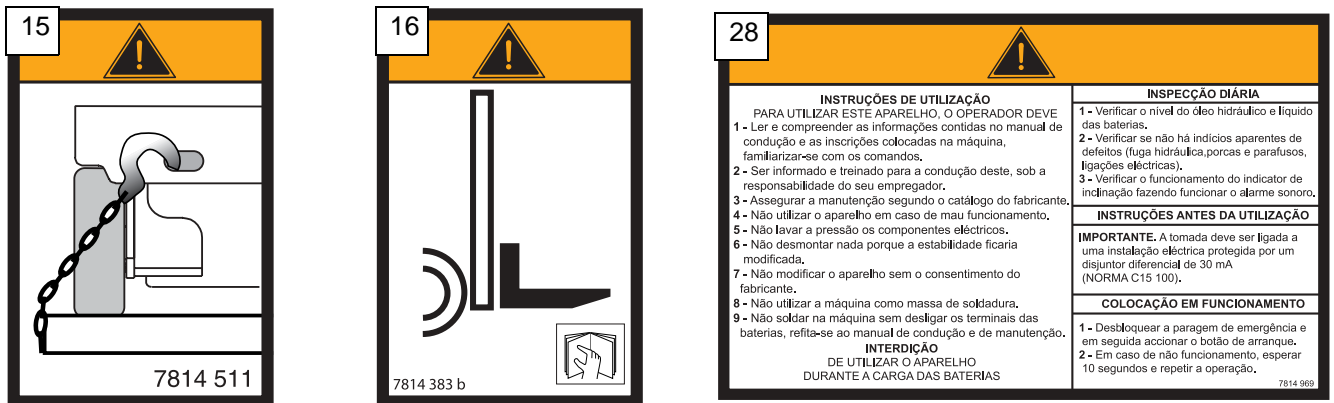 15
7814 511
16
7814 383 b
28
INSTRUÇÕES DE UTILIZAÇÃO
PARA UTILIZAR ESTE APARELHO, O OPERADOR DEVE
1 - Ler e compreender as informações contidas no manual de
condução e as inscrições colocadas na máquina,
familiarizar-se com os comandos.
2 - Ser informado e treinado para a condução deste, sob a
responsabilidade do seu empregador.
3 - Assegurar a manutenção segundo o catálogo do fabricante.
4 - Não utilizar o aparelho em caso de mau funcionamento.
5 - Não lavar a pressão os componentes eléctricos.
6 - Não desmontar nada porque a estabilidade ficaria
modificada.
7 - Não modificar o aparelho sem o consentimento do
fabricante.
8 - Não utilizar a máquina como massa de soldadura.
9 - Não soldar na máquina sem desligar os terminais das
baterias, refita-se ao manual de condução e de manutenção.
INTERDIÇÃO
DE UTILIZAR O APARELHO
DURANTE A CARGA DAS BATERIAS
INSPECÇÃO DIÁRIA
1 - Verificar o nível do óleo hidráulico e líquido
das baterias.
2 - Verificar se não há indícios aparentes de
defeitos (fuga hidráulica,porcas e parafusos,
ligações eléctricas).
3 - Verificar o funcionamento do indicator de
inclinação fazendo funcionar o alarme sonoro.
INSTRUÇÕES ANTES DA UTILIZAÇÃO
IMPORTANTE. A tomada deve ser ligada a
uma instalação eléctrica protegida por um
disjuntor diferencial de 30 mA
(NORMA C15 100).
COLOCAÇÃO EM FUNCIONAMENTO
1 - Desbloquear a paragem de emergência e
em seguida accionar o botão de arranque.
2 - Em caso de não funcionamento, esperar
10 segundos e repetir a operação.
7814 969